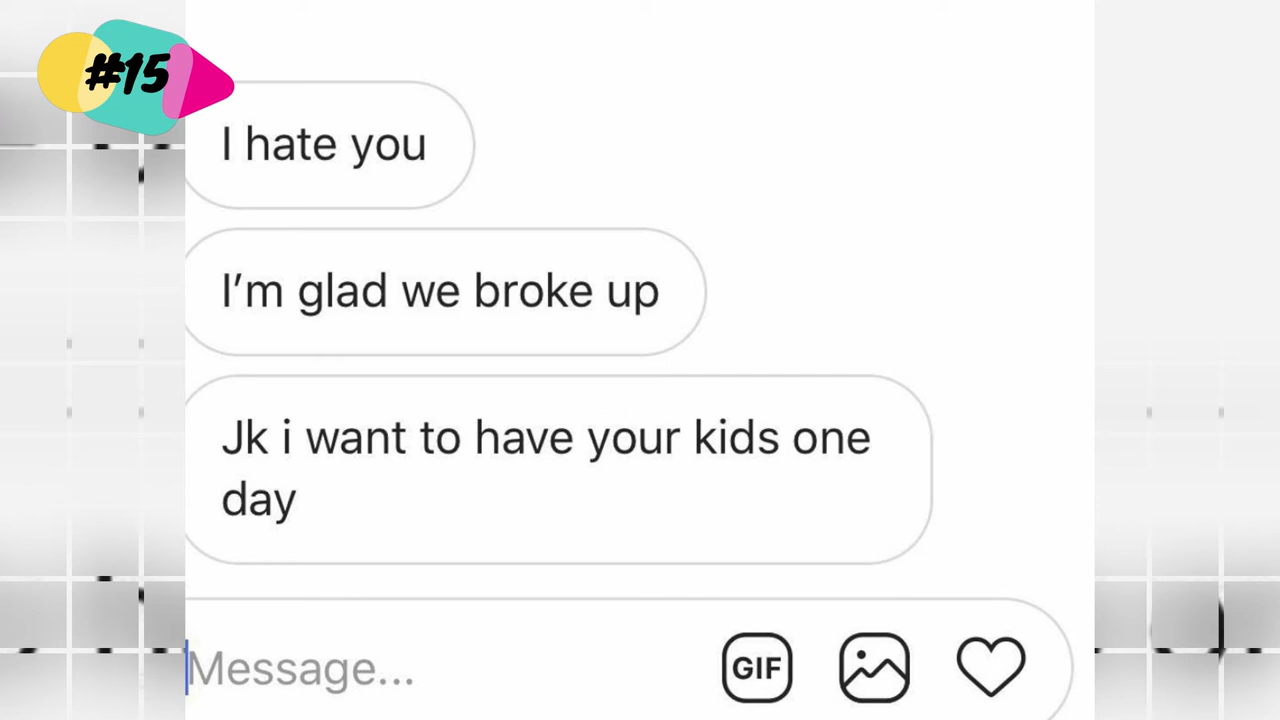 #15
I hate you
I'm glad we broke up
Jk i want to have your kids one
day
Message...
GIF